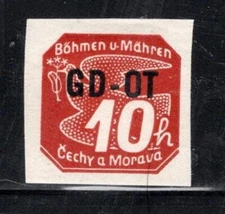 Böhmen u. Mähren
GD-OT
10h
Čechy a Morava